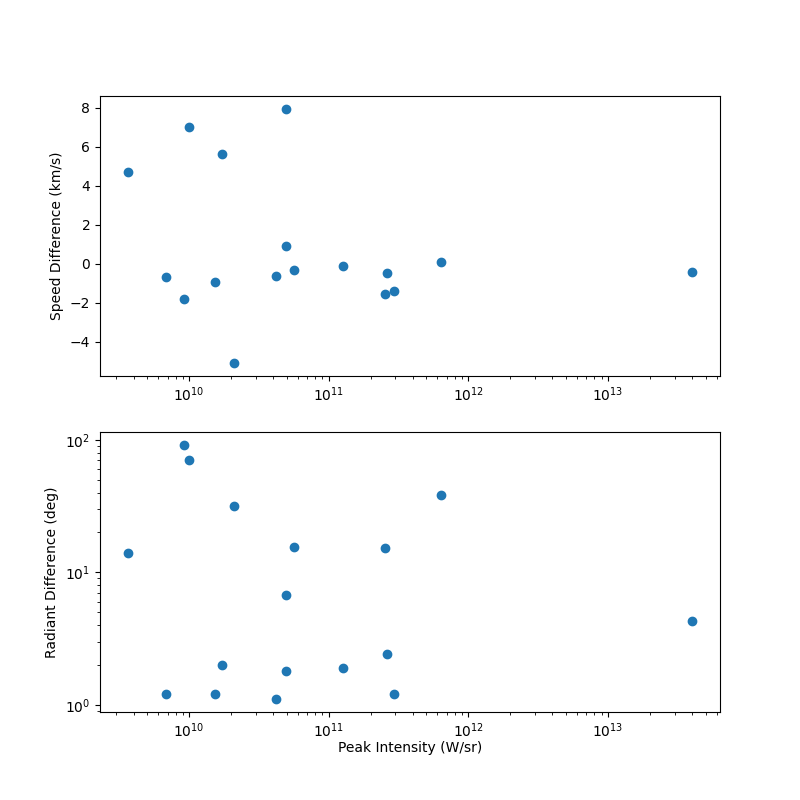 8
6
4
2
0
−2
−4
Speed Difference (km/s)
10^10 10^11 10^12 10^13
10^2
10^1
10^0
Radiant Difference (deg)
10^10 10^11 10^12 10^13
Peak Intensity (W/sr)